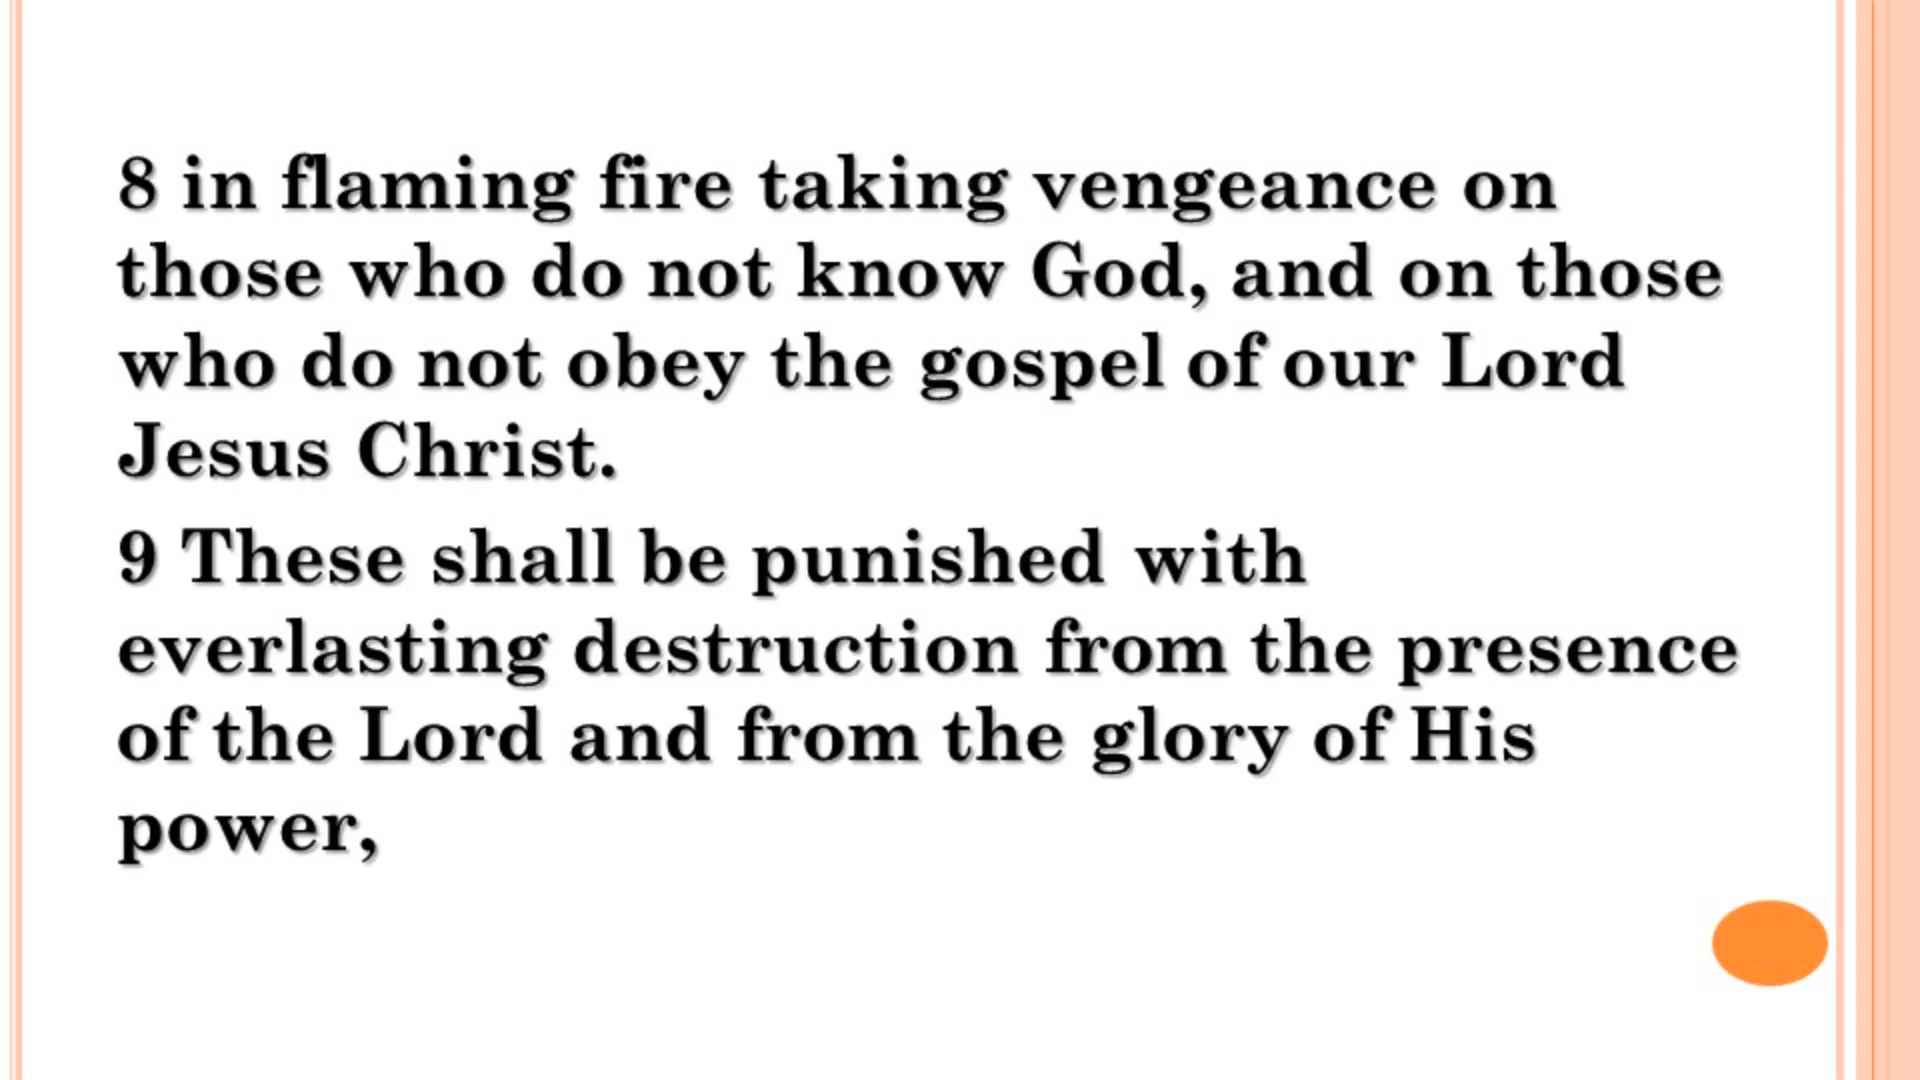 8 in flaming fire taking vengeance on
those who do not know God, and on those
who do not obey the gospel of our Lord
Jesus Christ.
9 These shall be punished with
everlasting destruction from the presence
of the Lord and from the glory of His
power,